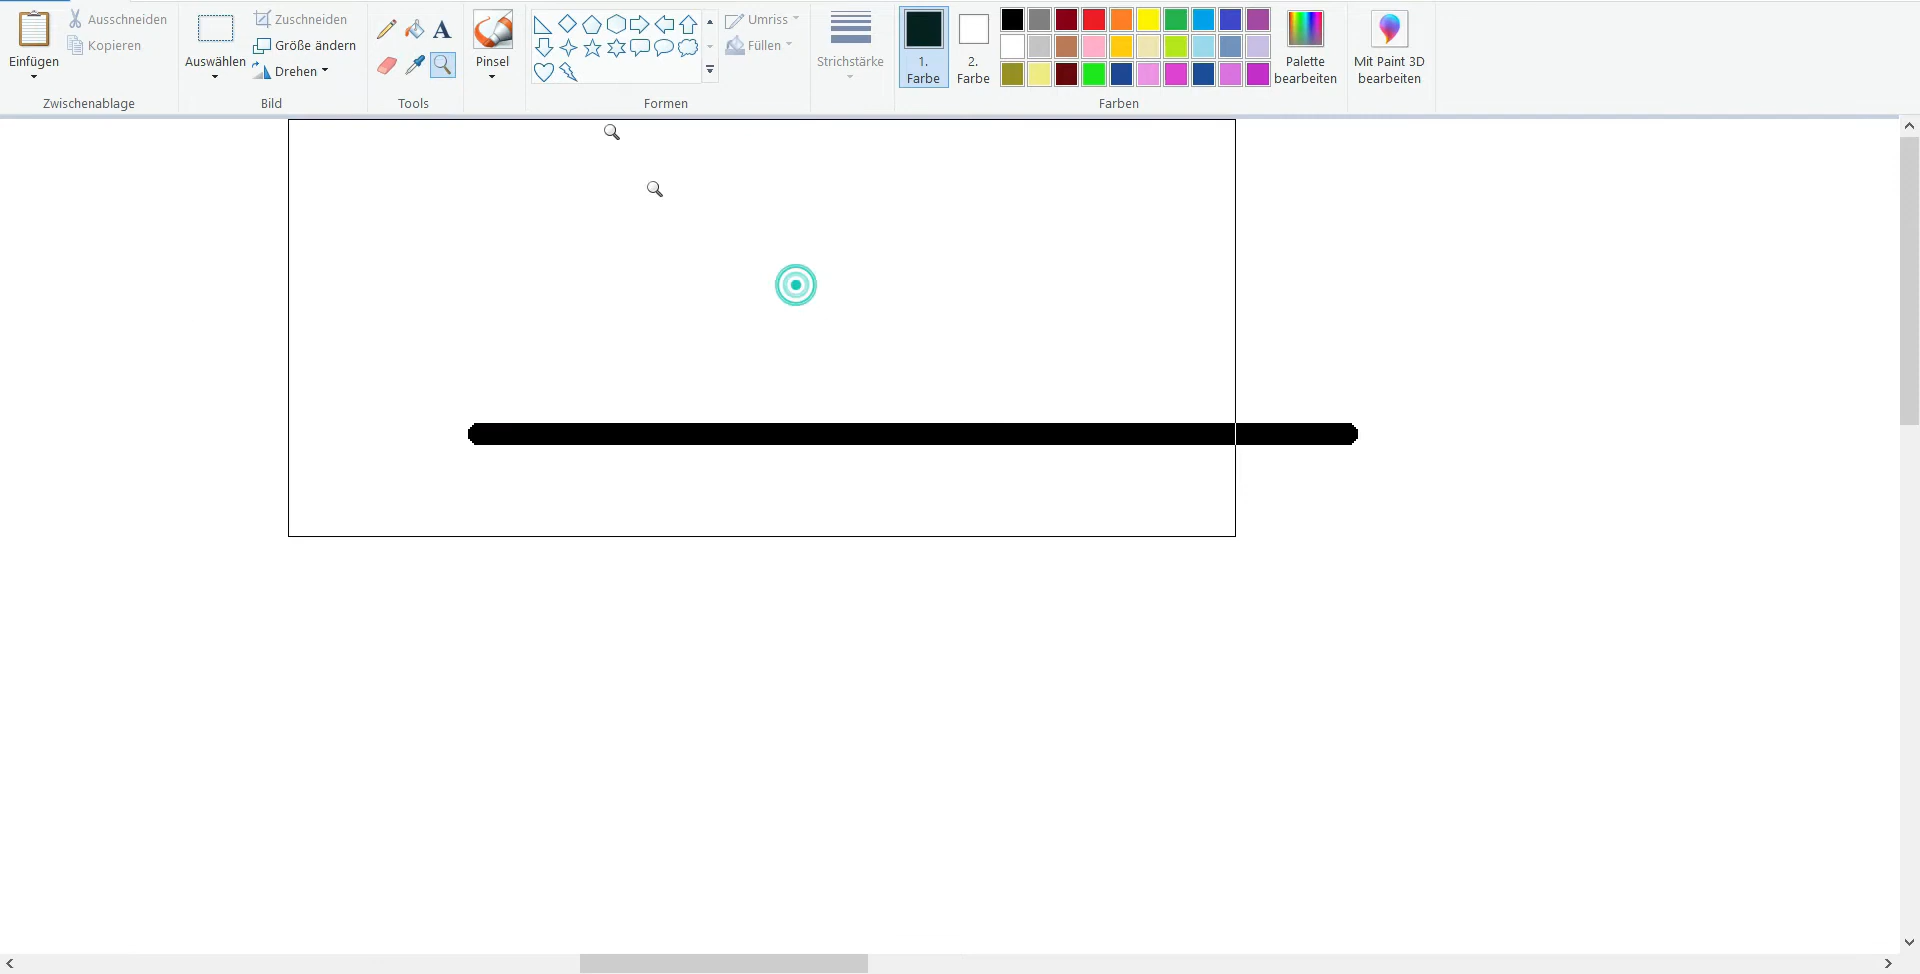 Einfügen
Ausschneiden
Kopieren
Zwischenablage
Auswählen
Zuschneiden
Größe ändern
Drehen
Bild
A
Tools
Pinsel
Formen
Umriss
Füllen
Strichstärke
1.
Farbe
2.
Farbe
Palette
bearbeiten
Farben
Mit Paint 3D
bearbeiten